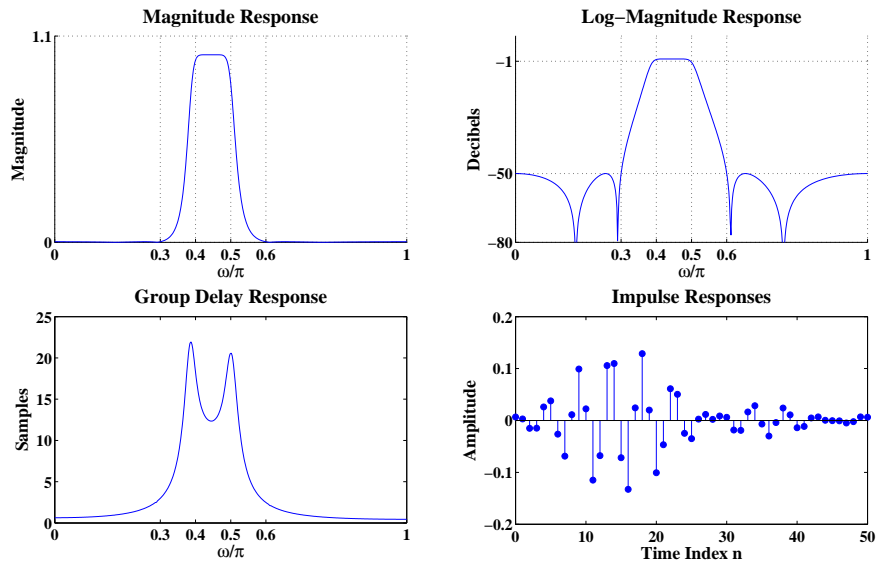 Magnitude Response
1.1
0
Magnitude
0 0.3 0.4 0.5 0.6 1
ω/π
Log−Magnitude Response
−1
−50
−80
Decibels
0 0.3 0.4 0.5 0.6 1
ω/π
Group Delay Response
25
20
15
10
5
0
Samples
0 0.3 0.4 0.5 0.6 1
ω/π
Impulse Responses
0.2
0.1
0
−0.1
−0.2
Amplitude
0 10 20 30 40 50
Time Index n